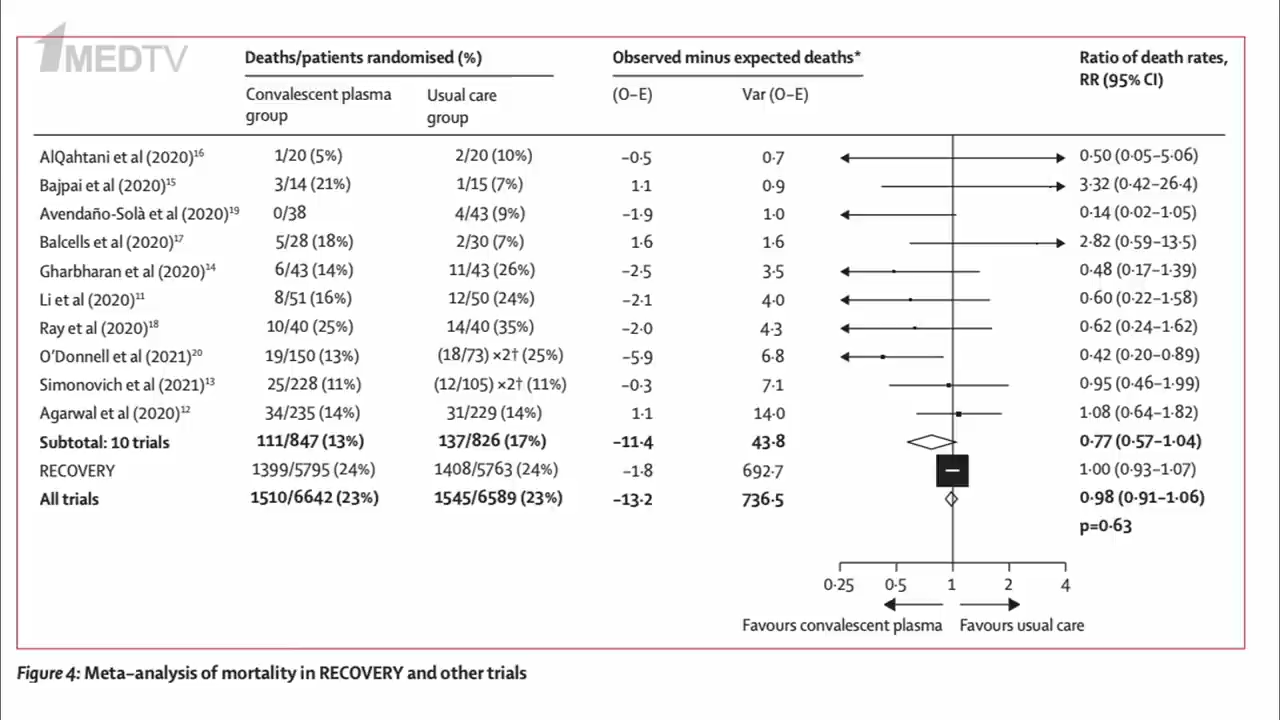 1MEDTV
Deaths/patients randomised (%) Observed minus expected deaths* Ratio of death rates,
RR (95% CI)
Convalescent plasma Usual care (O–E) Var (O–E)
group group
AlQahtani et al (2020)¹⁶ 1/20 (5%) 2/20 (10%) –0·5 0·7 0·50 (0·05–5·06)
Bajpai et al (2020)¹⁵ 3/14 (21%) 1/15 (7%) 1·1 0·9 3·32 (0·42–26·4)
Avendaño-Solà et al (2020)¹⁹ 0/38 4/43 (9%) –1·9 1·0 0·14 (0·02–1·05)
Balcells et al (2020)¹⁷ 5/28 (18%) 2/30 (7%) 1·6 1·6 2·82 (0·59–13·5)
Gharbharan et al (2020)¹⁴ 6/43 (14%) 11/43 (26%) –2·5 3·5 0·48 (0·17–1·39)
Li et al (2020)¹¹ 8/51 (16%) 12/50 (24%) –2·1 4·0 0·60 (0·22–1·58)
Ray et al (2020)¹⁸ 10/40 (25%) 14/40 (35%) –2·0 4·3 0·62 (0·24–1·62)
O'Donnell et al (2021)²⁰ 19/150 (13%) (18/73) ×2† (25%) –5·9 6·8 0·42 (0·20–0·89)
Simonovich et al (2021)¹³ 25/228 (11%) (12/105) ×2† (11%) –0·3 7·1 0·95 (0·46–1·99)
Agarwal et al (2020)¹² 34/235 (14%) 31/229 (14%) 1·1 14·0 1·08 (0·64–1·82)
Subtotal: 10 trials 111/847 (13%) 137/826 (17%) –11·4 43·8 0·77 (0·57–1·04)
RECOVERY 1399/5795 (24%) 1408/5763 (24%) –1·8 692·7 1·00 (0·93–1·07)
All trials 1510/6642 (23%) 1545/6589 (23%) –13·2 736·5 0·98 (0·91–1·06)
p=0·63
0·25 0·5 1 2 4
Favours convalescent plasma Favours usual care
Figure 4: Meta-analysis of mortality in RECOVERY and other trials